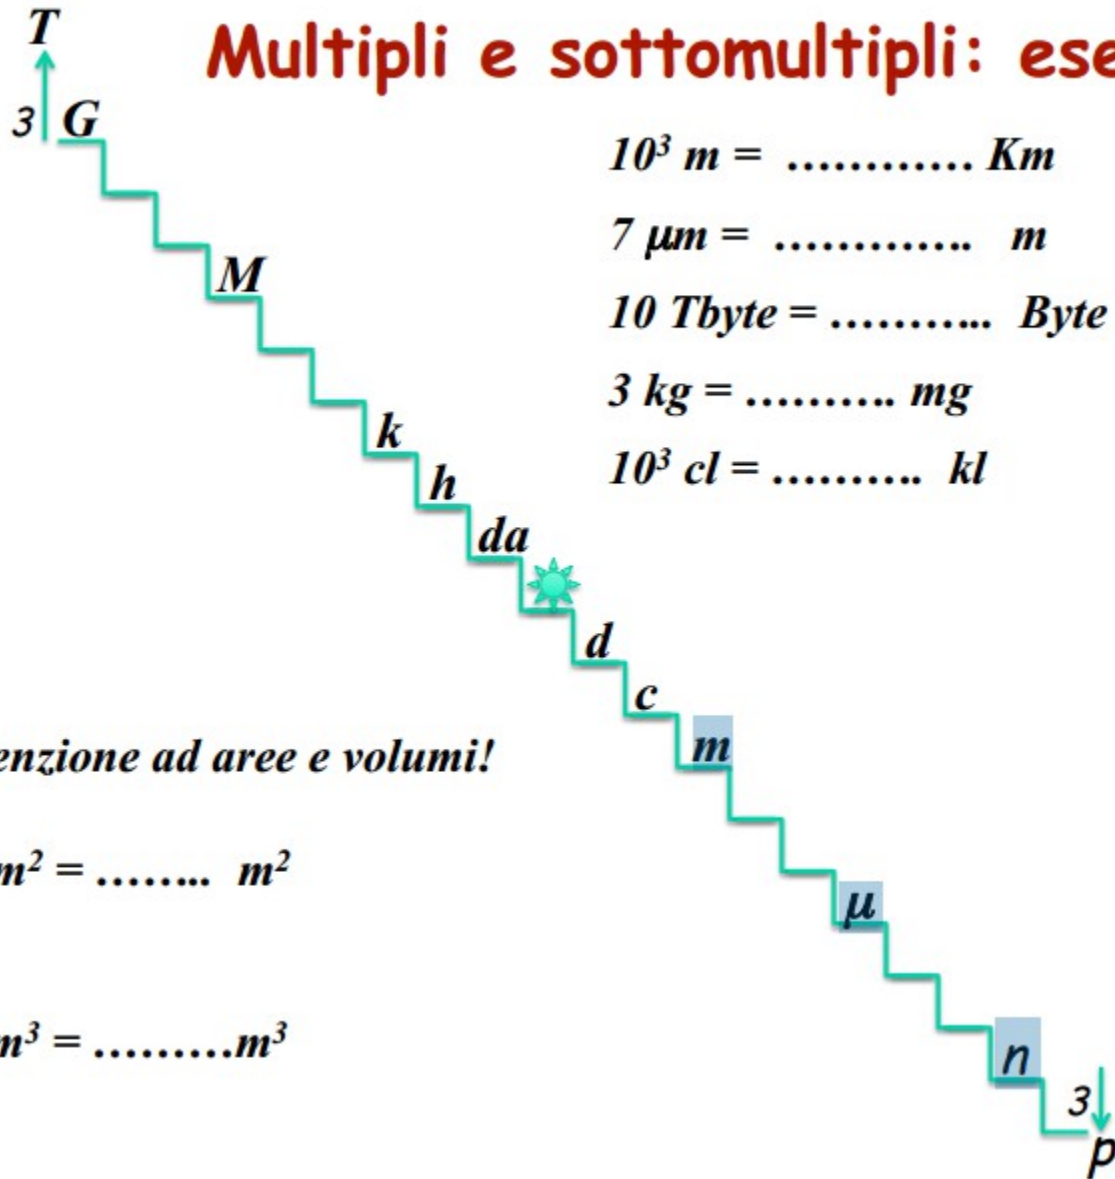 T
Multipli e sottomultipli: ese
3 G
10³ m = ………… Km
7 μm = …………. m
M
10 Tbyte = ……….. Byte
3 kg = ………. mg
k
10³ cl = ………. kl
h
da
d
c
m
enzione ad aree e volumi!
m² = …….. m²
μ
m³ = ………m³
n
3
p